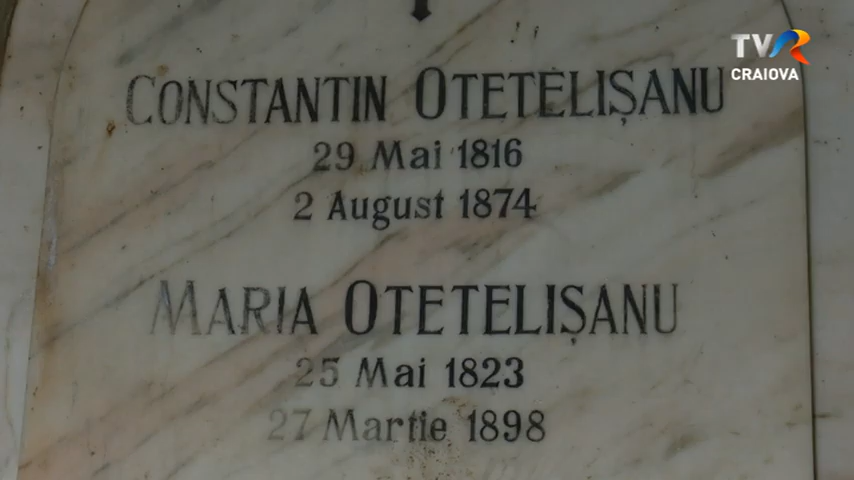 TVR
CRAIOVA
CONSTANTIN OTETELIȘANU
29 Mai 1816
2 August 1874
MARIA OTETELIȘANU
25 Mai 1823
27 Martie 1898